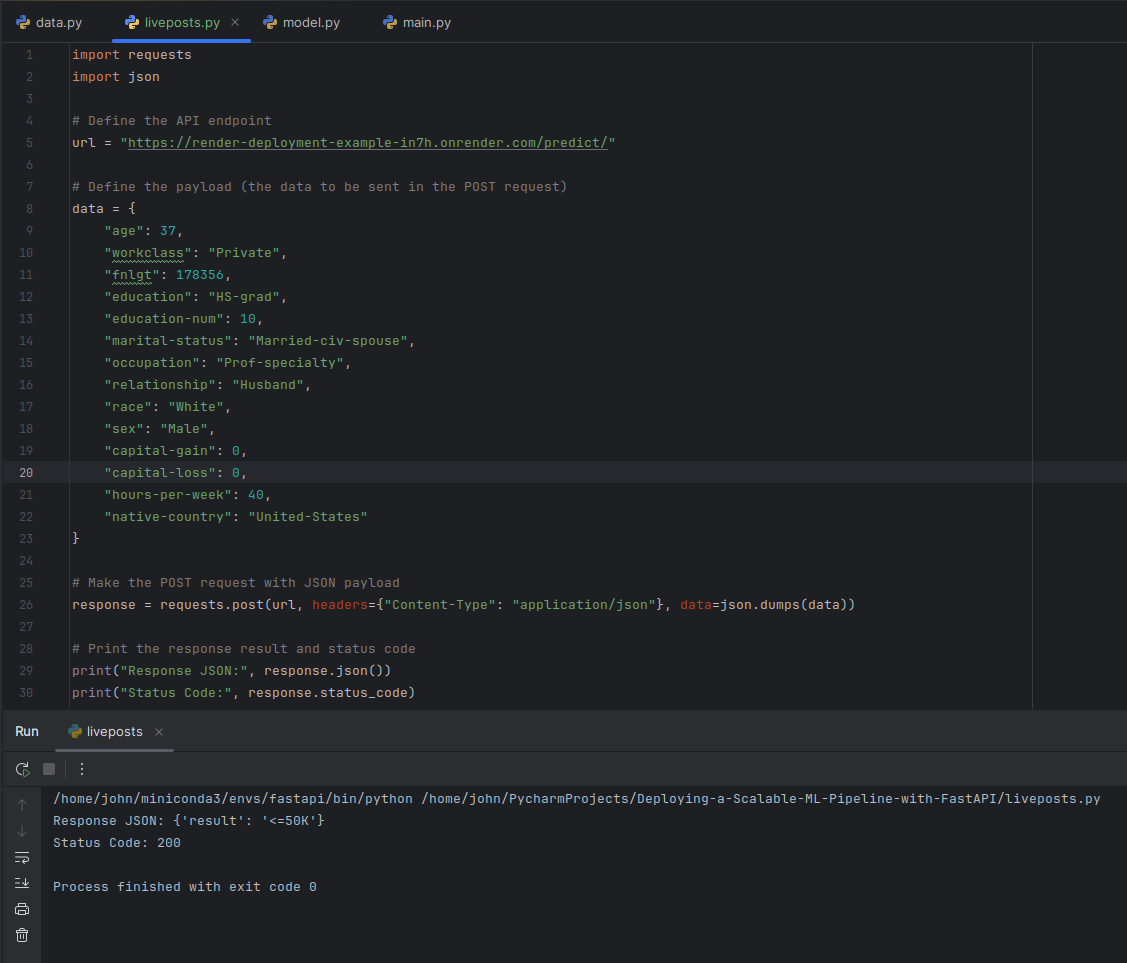 data.py liveposts.py model.py main.py
1 import requests
2 import json
3
4 # Define the API endpoint
5 url = "https://render-deployment-example-in7h.onrender.com/predict/"
6
7 # Define the payload (the data to be sent in the POST request)
8 data = {
9     "age": 37,
10     "workclass": "Private",
11     "fnlgt": 178356,
12     "education": "HS-grad",
13     "education-num": 10,
14     "marital-status": "Married-civ-spouse",
15     "occupation": "Prof-specialty",
16     "relationship": "Husband",
17     "race": "White",
18     "sex": "Male",
19     "capital-gain": 0,
20     "capital-loss": 0,
21     "hours-per-week": 40,
22     "native-country": "United-States"
23 }
24
25 # Make the POST request with JSON payload
26 response = requests.post(url, headers={"Content-Type": "application/json"}, data=json.dumps(data))
27
28 # Print the response result and status code
29 print("Response JSON:", response.json())
30 print("Status Code:", response.status_code)
Run liveposts
/home/john/miniconda3/envs/fastapi/bin/python /home/john/PycharmProjects/Deploying-a-Scalable-ML-Pipeline-with-FastAPI/liveposts.py
Response JSON: {'result': '<=50K'}
Status Code: 200
Process finished with exit code 0